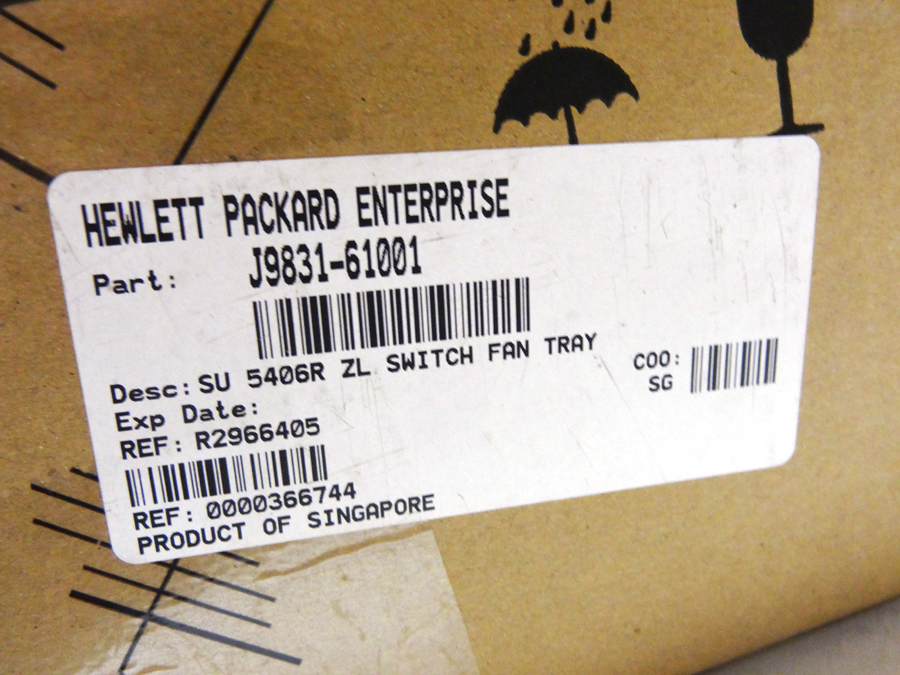 HEWLETT PACKARD ENTERPRISE
Part: J9831-61001
Desc: SU 5406R ZL SWITCH FAN TRAY
COO:
SG
Exp Date:
REF: R2966405
REF: 0000366744
PRODUCT OF SINGAPORE